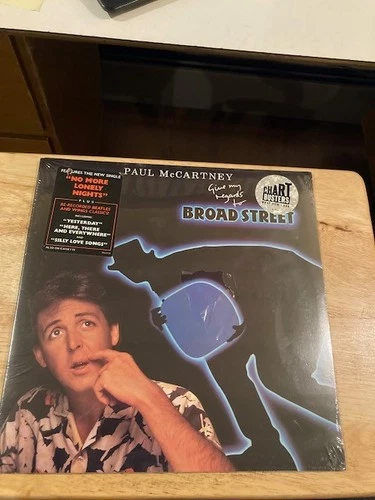 FEATURES THE NEW SINGLE
"NO MORE
LONELY
NIGHTS"
PLUS
RE-RECORDED BEATLES
AND WINGS CLASSICS
INCLUDING
"YESTERDAY"
"HERE, THERE
AND EVERYWHERE"
AND
"SILLY LOVE SONGS"
PAUL McCARTNEY
Give my
regards
to
BROAD STREET
CHART
BUSTERS